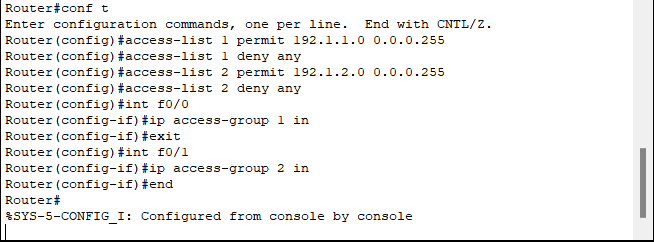 Router#conf t
Enter configuration commands, one per line.  End with CNTL/Z.
Router(config)#access-list 1 permit 192.1.1.0 0.0.0.255
Router(config)#access-list 1 deny any
Router(config)#access-list 2 permit 192.1.2.0 0.0.0.255
Router(config)#access-list 2 deny any
Router(config)#int f0/0
Router(config-if)#ip access-group 1 in
Router(config-if)#exit
Router(config)#int f0/1
Router(config-if)#ip access-group 2 in
Router(config-if)#end
Router#
%SYS-5-CONFIG_I: Configured from console by console